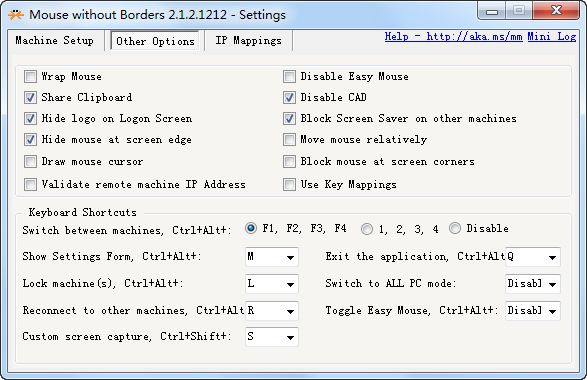 Mouse without Borders 2.1.2.1212 - Settings
Machine Setup Other Options IP Mappings Help - http://aka.ms/mm Mini Log
Wrap Mouse Disable Easy Mouse
Share Clipboard Disable CAD
Hide logo on Logon Screen Block Screen Saver on other machines
Hide mouse at screen edge Move mouse relatively
Draw mouse cursor Block mouse at screen corners
Validate remote machine IP Address Use Key Mappings
Keyboard Shortcuts
Switch between machines, Ctrl+Alt+: F1, F2, F3, F4 1, 2, 3, 4 Disable
Show Settings Form, Ctrl+Alt+: M Exit the application, Ctrl+Alt Q
Lock machine(s), Ctrl+Alt+: L Switch to ALL PC mode: Disabl
Reconnect to other machines, Ctrl+Alt R Toggle Easy Mouse, Ctrl+Alt+: Disabl
Custom screen capture, Ctrl+Shift+: S